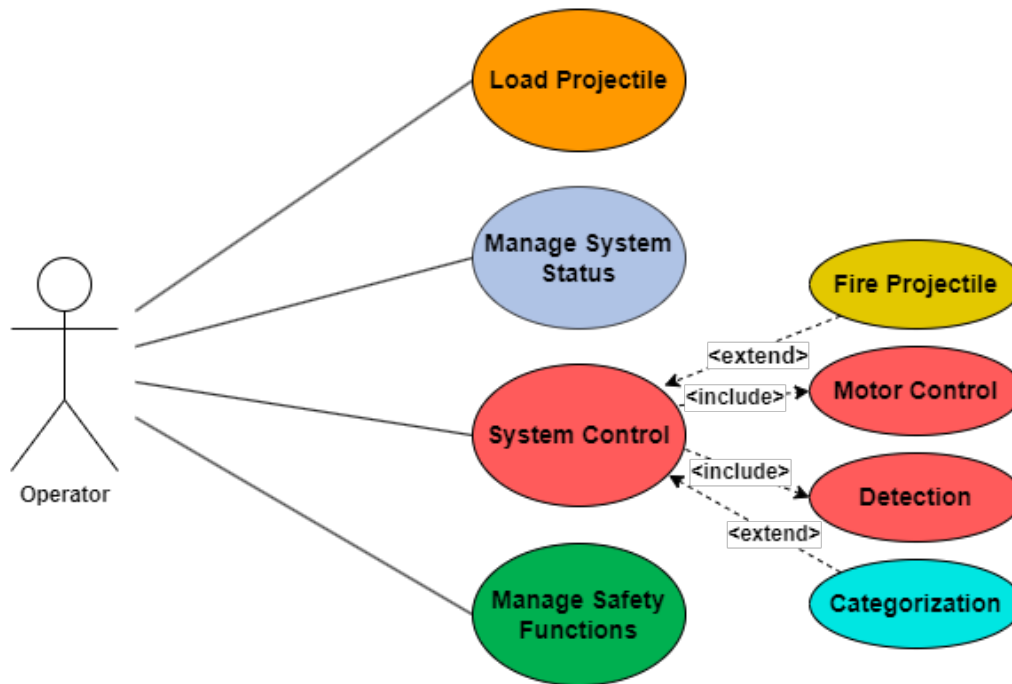 Load Projectile
Manage System
Status
Fire Projectile
<extend>
<include>
Motor Control
System Control
<include>
Detection
Operator
<extend>
Manage Safety
Functions
Categorization